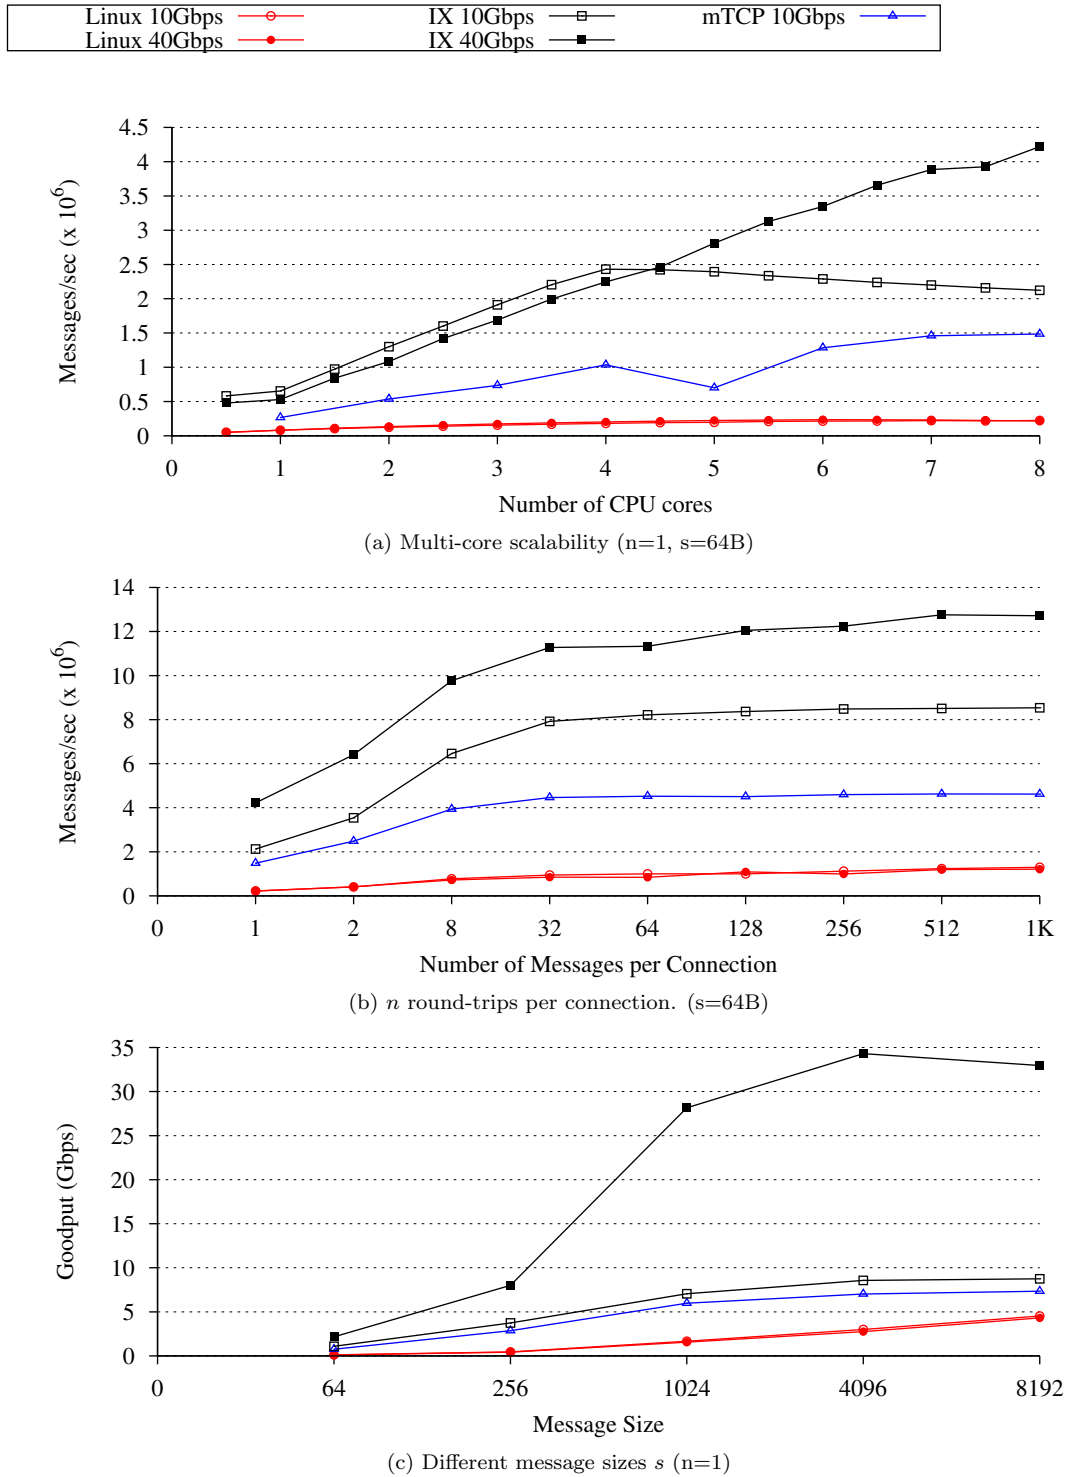 Linux 10Gbps IX 10Gbps mTCP 10Gbps
Linux 40Gbps IX 40Gbps
4.5
4
3.5
3
2.5
2
1.5
1
0.5
0
Messages/sec (x 10^6)
0 1 2 3 4 5 6 7 8
Number of CPU cores
(a) Multi-core scalability (n=1, s=64B)
14
12
10
8
6
4
2
0
Messages/sec (x 10^6)
0 1 2 8 32 64 128 256 512 1K
Number of Messages per Connection
(b) n round-trips per connection. (s=64B)
35
30
25
20
15
10
5
0
Goodput (Gbps)
0 64 256 1024 4096 8192
Message Size
(c) Different message sizes s (n=1)